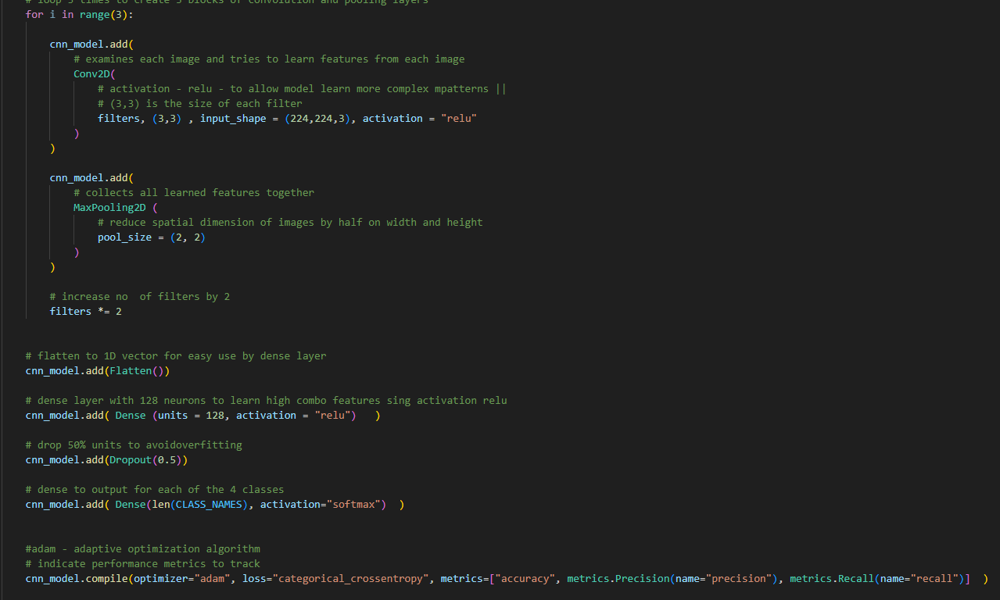 # loop 3 times to create 3 blocks of convolution and pooling layers
for i in range(3):
cnn_model.add(
# examines each image and tries to learn features from each image
Conv2D(
# activation - relu - to allow model learn more complex mpatterns ||
# (3,3) is the size of each filter
filters, (3,3) , input_shape = (224,224,3), activation = "relu"
)
)
cnn_model.add(
# collects all learned features together
MaxPooling2D (
# reduce spatial dimension of images by half on width and height
pool_size = (2, 2)
)
)
# increase no  of filters by 2
filters *= 2
# flatten to 1D vector for easy use by dense layer
cnn_model.add(Flatten())
# dense layer with 128 neurons to learn high combo features sing activation relu
cnn_model.add( Dense (units = 128, activation = "relu")   )
# drop 50% units to avoidoverfitting
cnn_model.add(Dropout(0.5))
# dense to output for each of the 4 classes
cnn_model.add( Dense(len(CLASS_NAMES), activation="softmax")  )
#adam - adaptive optimization algorithm
# indicate performance metrics to track
cnn_model.compile(optimizer="adam", loss="categorical_crossentropy", metrics=["accuracy", metrics.Precision(name="precision"), metrics.Recall(name="recall")]  )